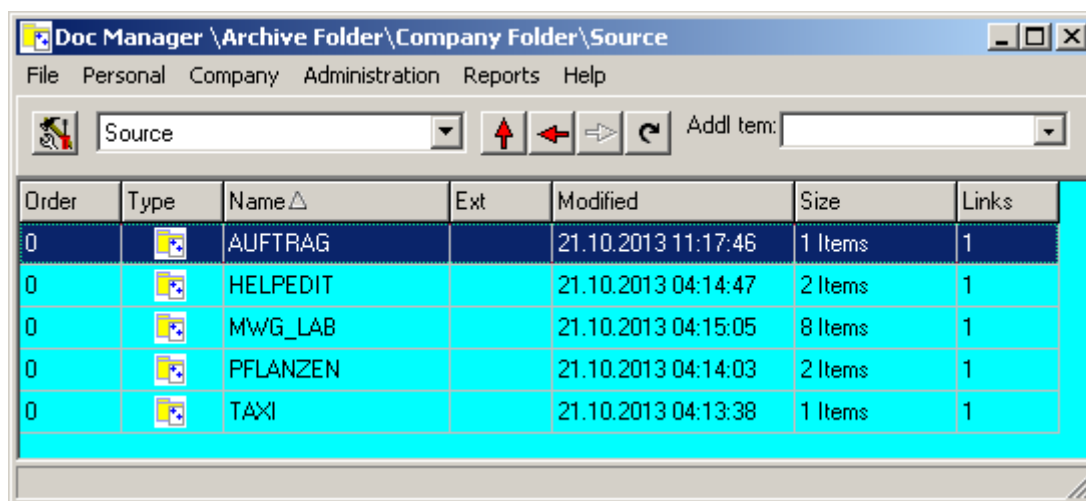 Doc Manager \Archive Folder\Company Folder\Source
File Personal Company Administration Reports Help
Source Addl tem:
Order Type Name Ext Modified Size Links
0 AUFTRAG 21.10.2013 11:17:46 1 Items 1
0 HELPEDIT 21.10.2013 04:14:47 2 Items 1
0 MWG_LAB 21.10.2013 04:15:05 8 Items 1
0 PFLANZEN 21.10.2013 04:14:03 2 Items 1
0 TAXI 21.10.2013 04:13:38 1 Items 1